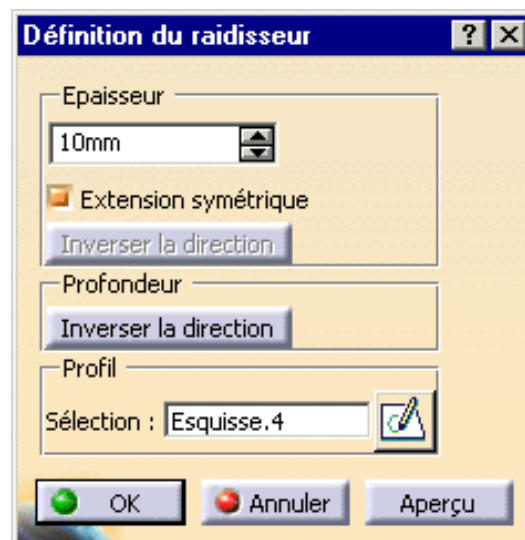 Définition du raidisseur ? ×
Epaisseur
10mm
Extension symétrique
Inverser la direction
Profondeur
Inverser la direction
Profil
Sélection : Esquisse.4
OK Annuler Aperçu